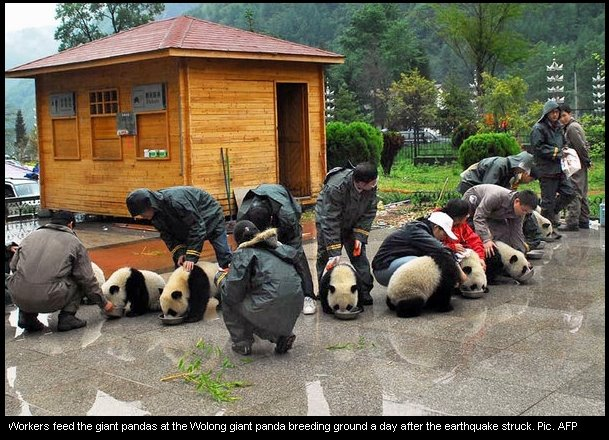 Workers feed the giant pandas at the Wolong giant panda breeding ground a day after the earthquake struck. Pic. AFP